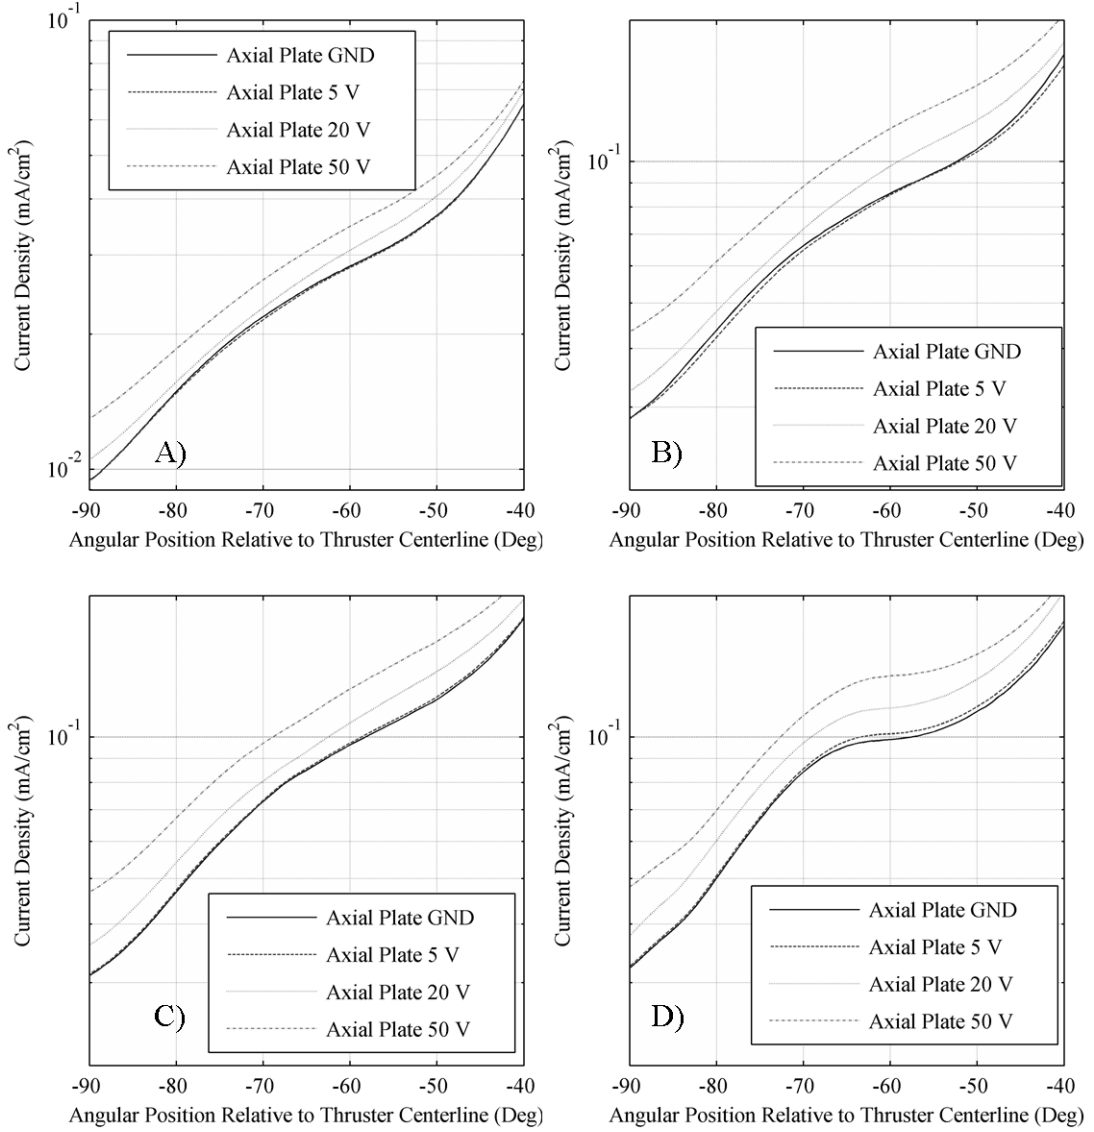 10^-1
Axial Plate GND
Axial Plate 5 V
Axial Plate 20 V
Axial Plate 50 V
Current Density (mA/cm^2)
A)
10^-2
-90 -80 -70 -60 -50 -40
Angular Position Relative to Thruster Centerline (Deg)
10^-1
Current Density (mA/cm^2)
Axial Plate GND
Axial Plate 5 V
Axial Plate 20 V
Axial Plate 50 V
B)
-90 -80 -70 -60 -50 -40
Angular Position Relative to Thruster Centerline (Deg)
10^-1
Current Density (mA/cm^2)
Axial Plate GND
Axial Plate 5 V
Axial Plate 20 V
Axial Plate 50 V
C)
-90 -80 -70 -60 -50 -40
Angular Position Relative to Thruster Centerline (Deg)
10^-1
Current Density (mA/cm^2)
Axial Plate GND
Axial Plate 5 V
Axial Plate 20 V
Axial Plate 50 V
D)
-90 -80 -70 -60 -50 -40
Angular Position Relative to Thruster Centerline (Deg)